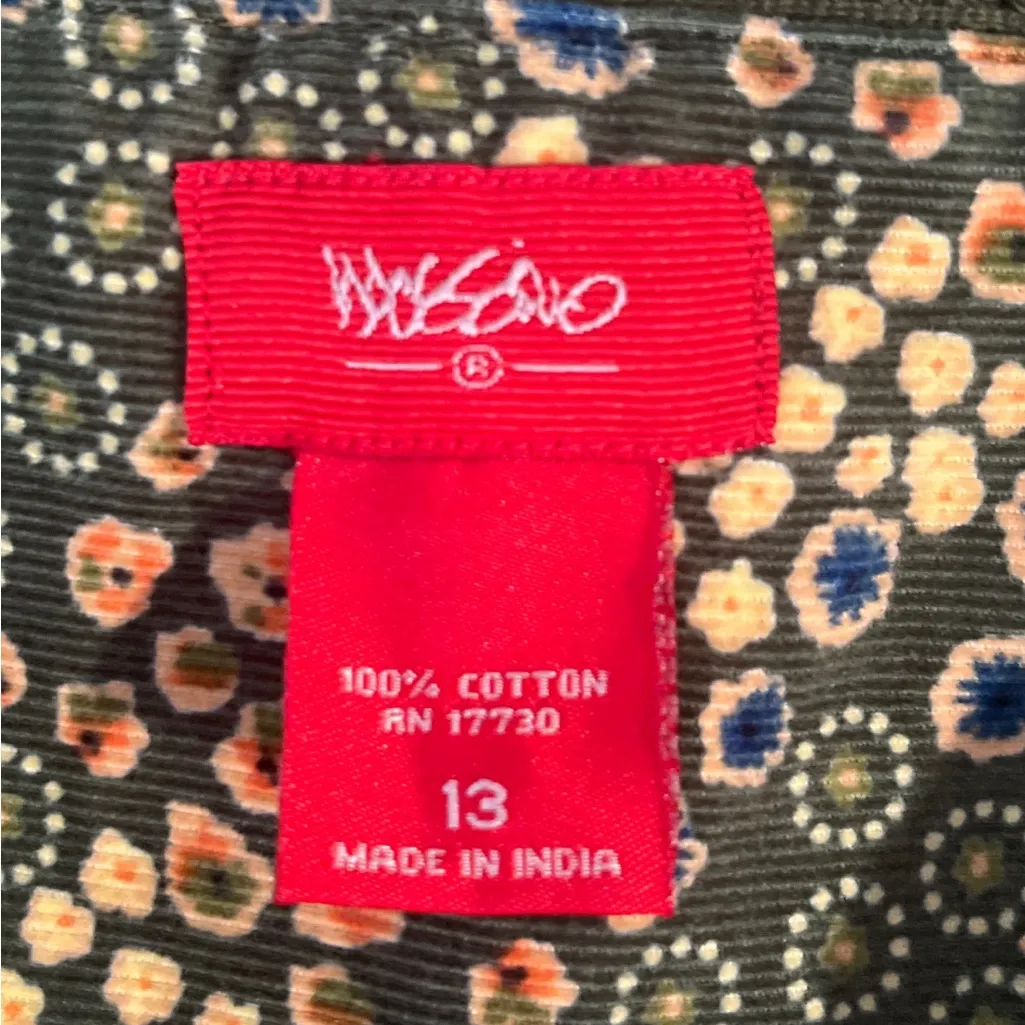 Mossimo
®
100% COTTON
RN 17730
13
MADE IN INDIA